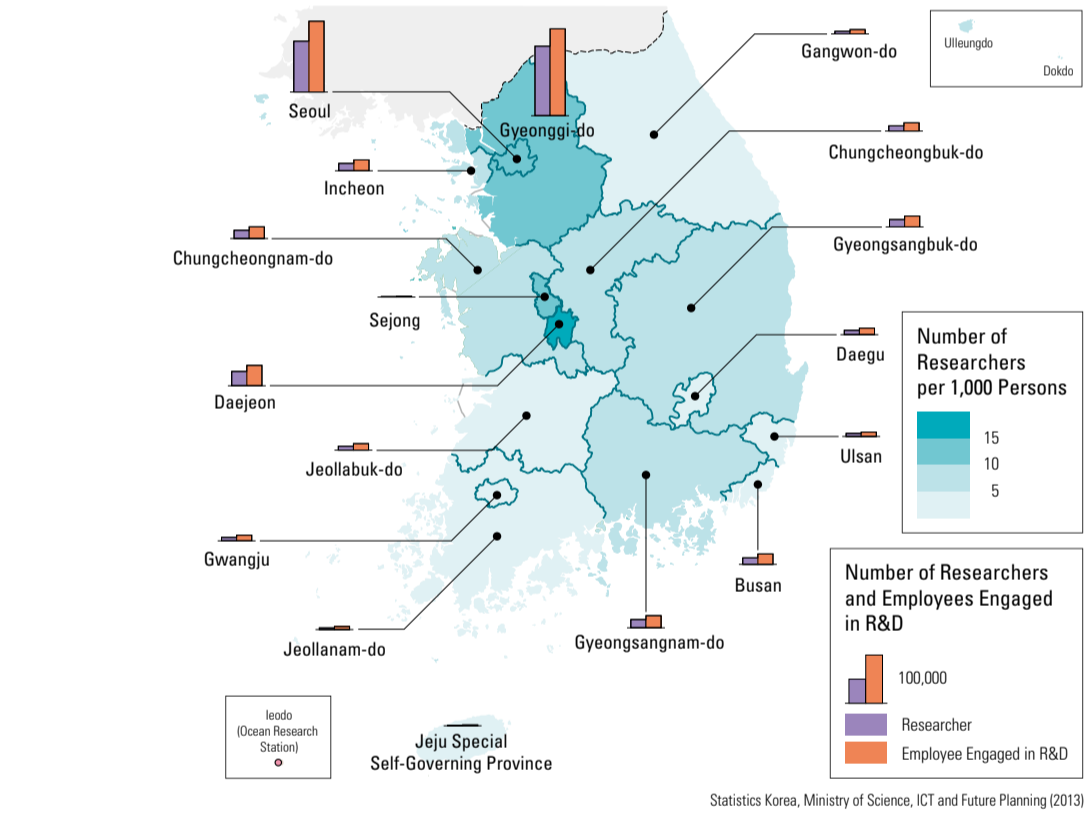 Ulleungdo
Dokdo
Gangwon-do
Seoul
Gyeonggi-do
Chungcheongbuk-do
Incheon
Gyeongsangbuk-do
Chungcheongnam-do
Sejong
Daegu
Daejeon
Ulsan
Jeollabuk-do
Gwangju
Busan
Jeollanam-do
Gyeongsangnam-do
Number of
Researchers
per 1,000 Persons
15
10
5
Number of Researchers
and Employees Engaged
in R&D
100,000
Researcher
Employee Engaged in R&D
Ieodo
(Ocean Research
Station)
Jeju Special
Self-Governing Province
Statistics Korea, Ministry of Science, ICT and Future Planning (2013)